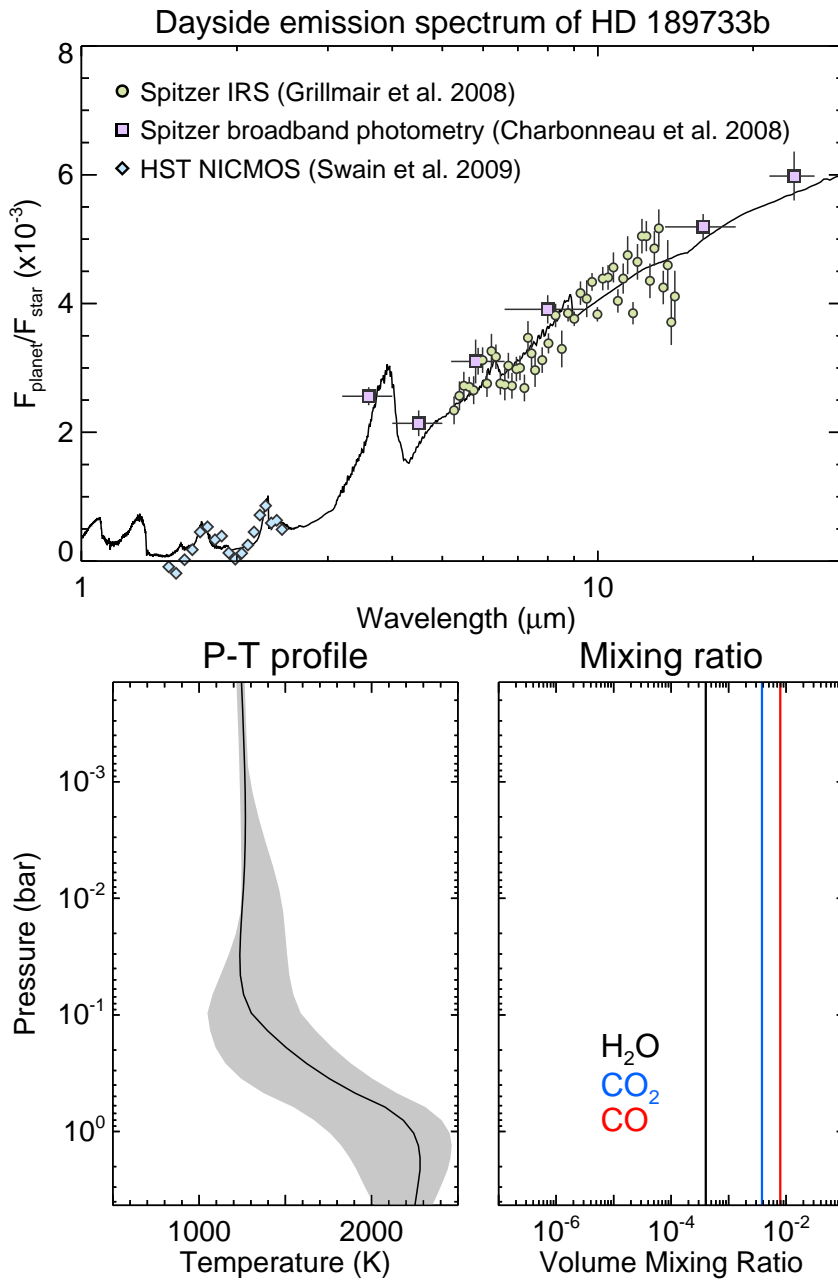 Dayside emission spectrum of HD 189733b
8
6
4
2
0
F_planet/F_star (x10⁻³)
Spitzer IRS (Grillmair et al. 2008)
Spitzer broadband photometry (Charbonneau et al. 2008)
HST NICMOS (Swain et al. 2009)
1 10
Wavelength (μm)
P-T profile
Pressure (bar)
10⁻³
10⁻²
10⁻¹
10⁰
1000 2000
Temperature (K)
Mixing ratio
H₂O
CO₂
CO
10⁻⁶ 10⁻⁴ 10⁻²
Volume Mixing Ratio